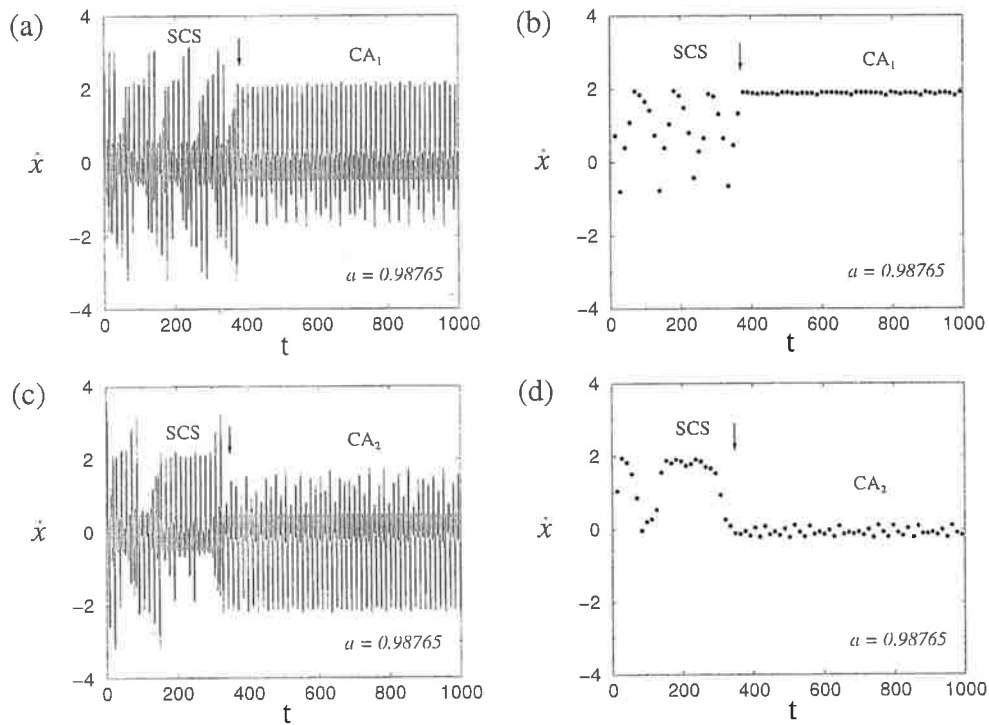 (a)
4
2
0
−2
−4
ẋ
SCS
CA₁
a = 0.98765
0 200 400 600 800 1000
t
(b)
4
2
0
−2
−4
ẋ
SCS
CA₁
a = 0.98765
0 200 400 600 800 1000
t
(c)
4
2
0
−2
−4
ẋ
SCS
CA₂
a = 0.98765
0 200 400 600 800 1000
t
(d)
4
2
0
−2
−4
ẋ
SCS
CA₂
a = 0.98765
0 200 400 600 800 1000
t